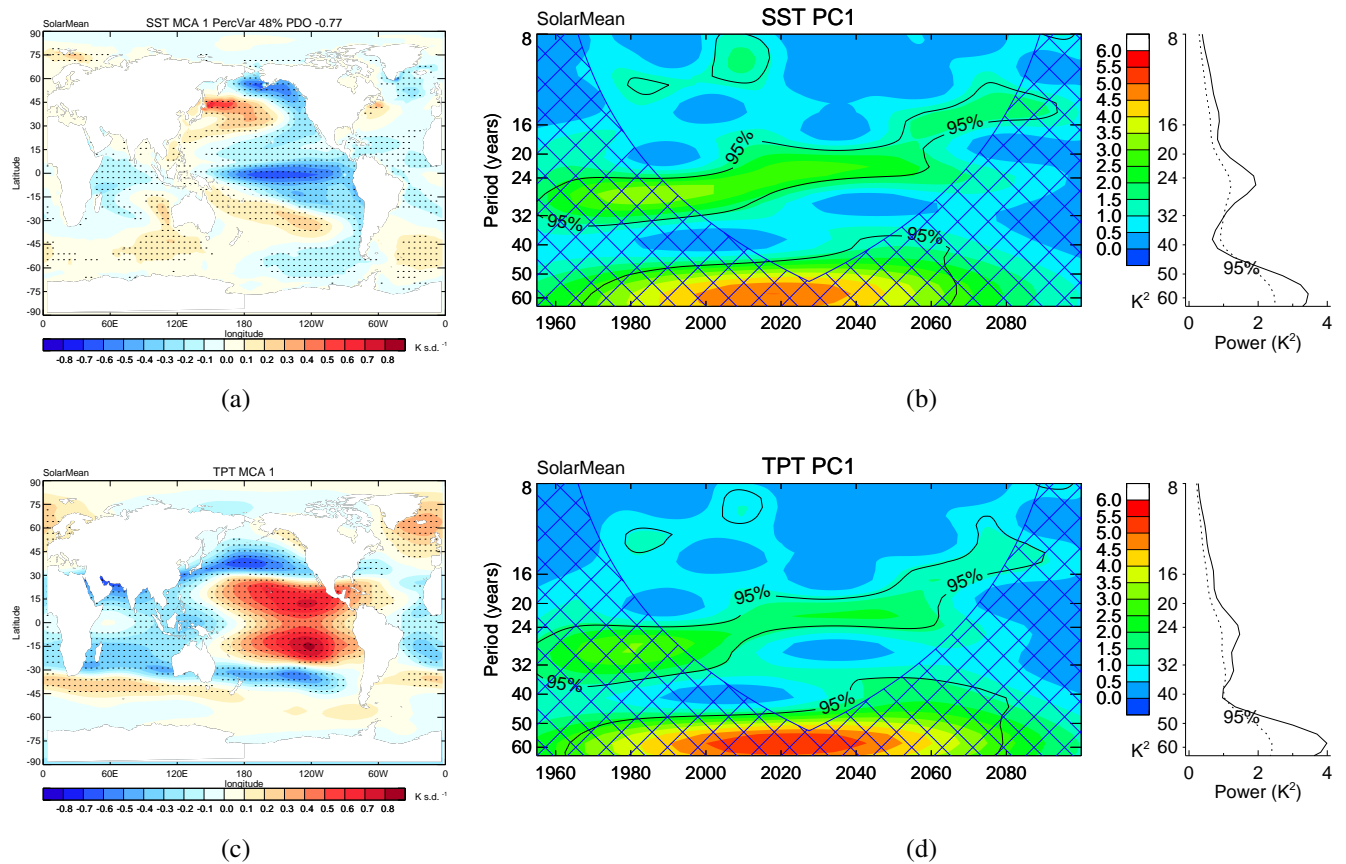 SolarMean
SST MCA 1 PercVar 48% PDO -0.77
90
75
60
45
30
15
0
-15
-30
-45
-60
-75
-90
Latitude
0 60E 120E 180 120W 60W 0
longitude
-0.8 -0.7 -0.6 -0.5 -0.4 -0.2 -0.1 0.0 0.1 0.2 0.3 0.4 0.5 0.6 0.7 0.8
K s.d. -1
(a)
SolarMean
SST PC1
8
16
20
24
32
40
50
60
Period (years)
95%
95%
95%
95%
1960 1980 2000 2020 2040 2060 2080
6.0
5.5
5.0
4.5
4.0
3.5
3.0
2.5
2.0
1.5
1.0
0.5
0.0
K2
8
16
20
24
32
40
50
60
95%
0 2 4
Power (K2)
(b)
SolarMean
TPT MCA 1
90
75
60
45
30
15
0
-15
-30
-45
-60
-75
-90
Latitude
0 60E 120E 180 120W 60W 0
longitude
-0.8 -0.7 -0.6 -0.5 -0.4 -0.2 -0.1 0.0 0.1 0.2 0.3 0.4 0.5 0.6 0.7 0.8
K s.d. -1
(c)
SolarMean
TPT PC1
8
16
20
24
32
40
50
60
Period (years)
95%
95%
95%
95%
1960 1980 2000 2020 2040 2060 2080
6.0
5.5
5.0
4.5
4.0
3.5
3.0
2.5
2.0
1.5
1.0
0.5
0.0
K2
8
16
20
24
32
40
50
60
95%
0 2 4
Power (K2)
(d)